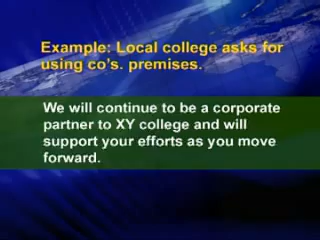 Example: Local college asks for
using co's. premises.
We will continue to be a corporate
partner to XY college and will
support your efforts as you move
forward.